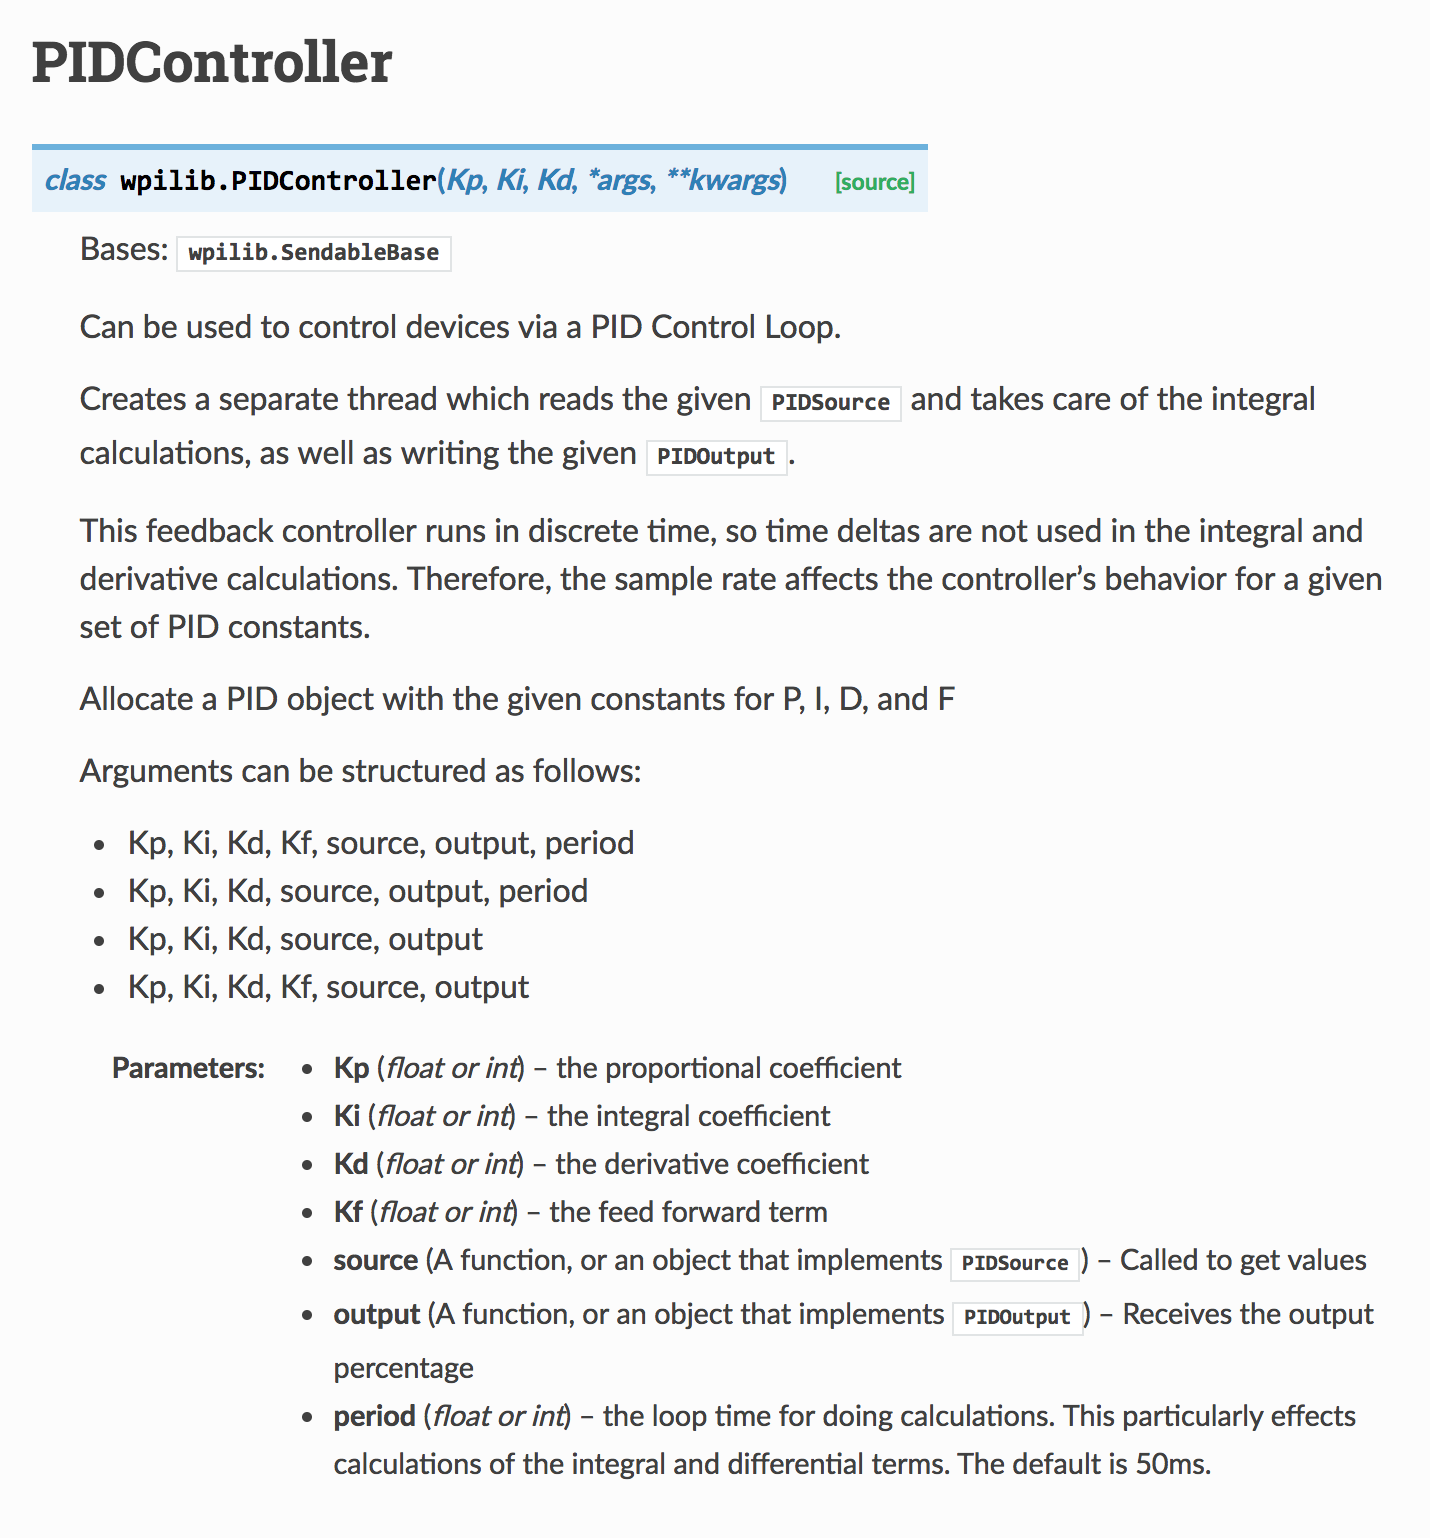 PIDController
class wpilib.PIDController(Kp, Ki, Kd, *args, **kwargs) [source]
Bases: wpilib.SendableBase
Can be used to control devices via a PID Control Loop.
Creates a separate thread which reads the given PIDSource and takes care of the integral
calculations, as well as writing the given PIDOutput.
This feedback controller runs in discrete time, so time deltas are not used in the integral and
derivative calculations. Therefore, the sample rate affects the controller’s behavior for a given
set of PID constants.
Allocate a PID object with the given constants for P, I, D, and F
Arguments can be structured as follows:
• Kp, Ki, Kd, Kf, source, output, period
• Kp, Ki, Kd, source, output, period
• Kp, Ki, Kd, source, output
• Kp, Ki, Kd, Kf, source, output
Parameters: • Kp (float or int) – the proportional coefficient
• Ki (float or int) – the integral coefficient
• Kd (float or int) – the derivative coefficient
• Kf (float or int) – the feed forward term
• source (A function, or an object that implements PIDSource) – Called to get values
• output (A function, or an object that implements PIDOutput) – Receives the output
percentage
• period (float or int) – the loop time for doing calculations. This particularly effects
calculations of the integral and differential terms. The default is 50ms.